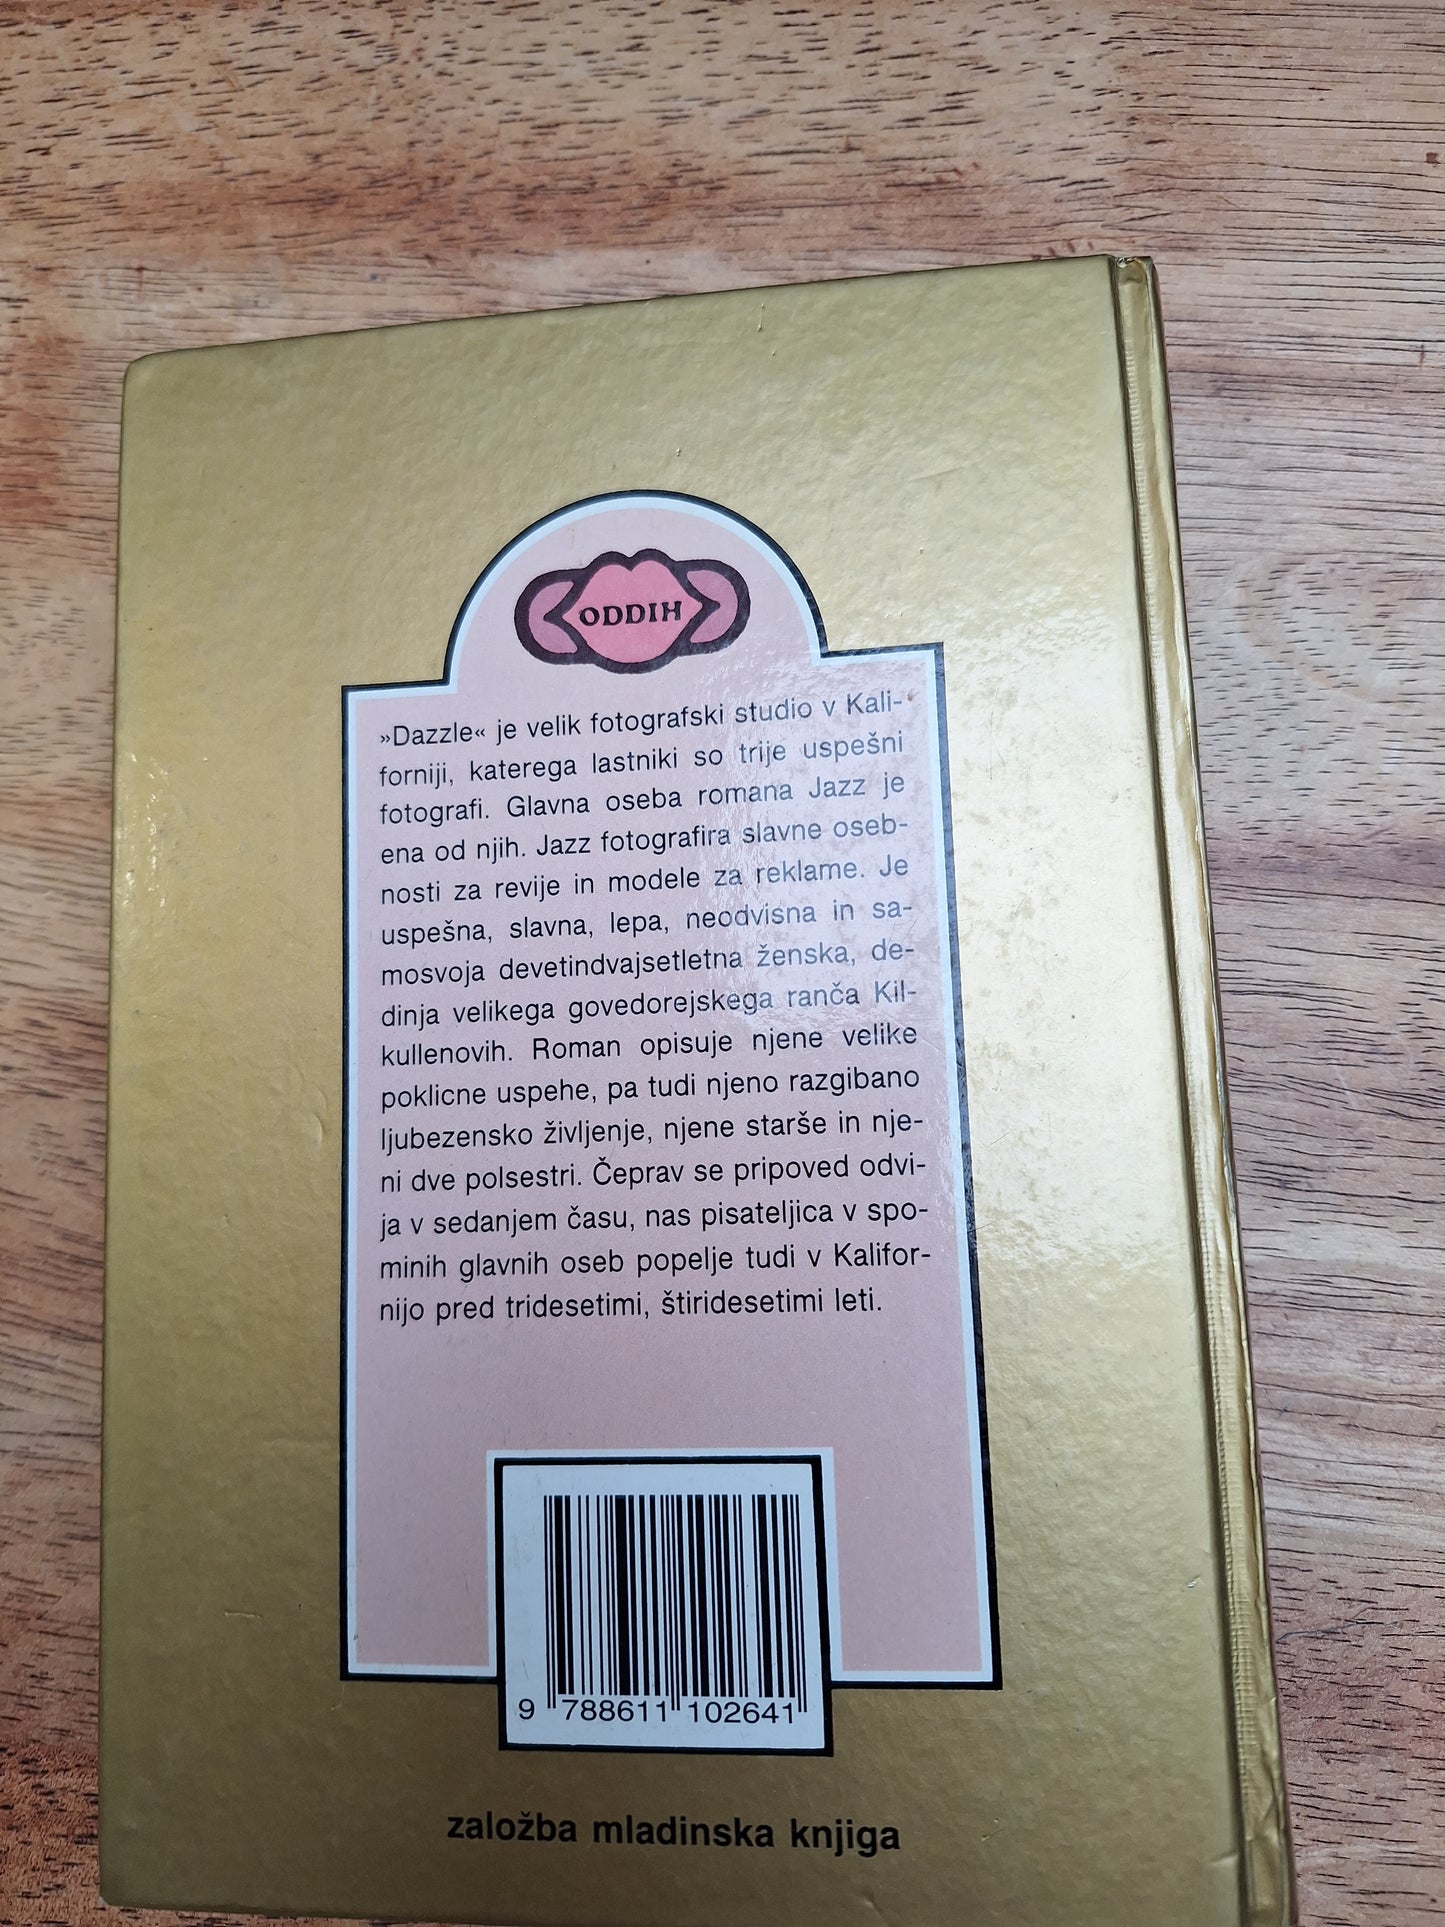 ODDIH
»Dazzle« je velik fotografski studio v Kali-
forniji, katerega lastniki so trije uspešni
fotografi. Glavna oseba romana Jazz je
ena od njih. Jazz fotografira slavne oseb-
nosti za revije in modele za reklame. Je
uspešna, slavna, lepa, neodvisna in sa-
mosvoja devetindvajsetletna ženska, de-
dinja velikega govedorejskega ranča Kil-
kullenovih. Roman opisuje njene velike
poklicne uspehe, pa tudi njeno razgibano
ljubezensko življenje, njene starše in nje-
ni dve polsestri. Čeprav se pripoved odvi-
ja v sedanjem času, nas pisateljica v spo-
minih glavnih oseb popelje tudi v Kalifor-
nijo pred tridesetimi, štiridesetimi leti.
9 788611 102641
založba mladinska knjiga